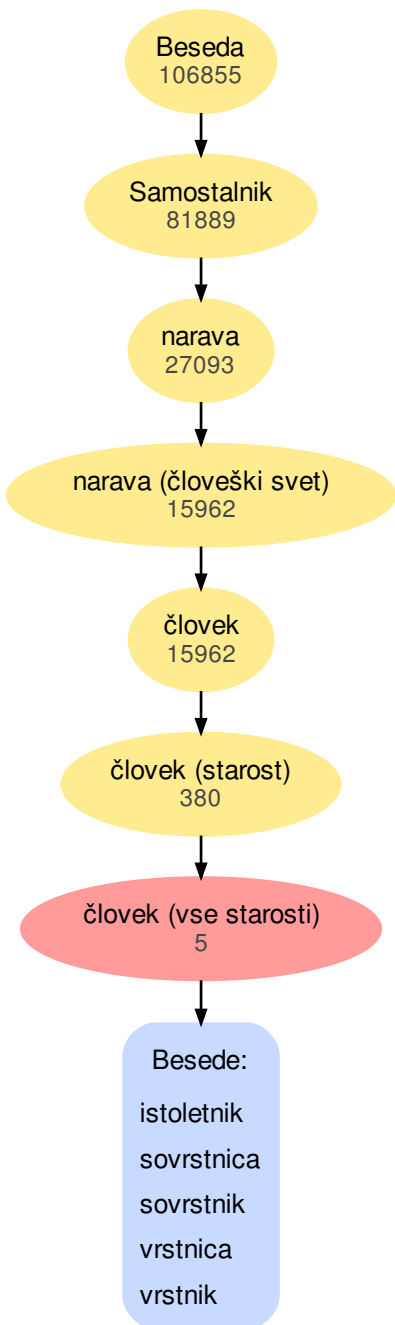 Beseda
106855
Samostalnik
81889
narava
27093
narava (človeški svet)
15962
človek
15962
človek (starost)
380
človek (vse starosti)
5
Besede:
istoletnik
sovrstnica
sovrstnik
vrstnica
vrstnik